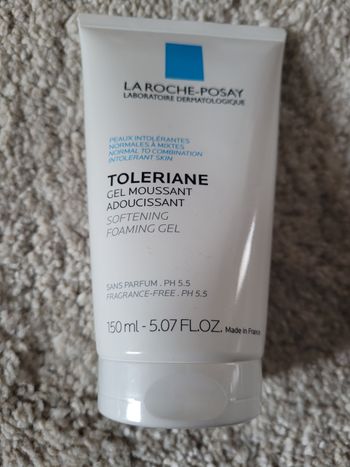 LA ROCHE-POSAY
LABORATOIRE DERMATOLOGIQUE
PEAUX INTOLÉRANTES
NORMALES À MIXTES
NORMAL TO COMBINATION
INTOLERANT SKIN
TOLERIANE
GEL MOUSSANT
ADOUCISSANT
SOFTENING
FOAMING GEL
SANS PARFUM . PH 5.5
FRAGRANCE-FREE . PH 5.5
150 ml - 5.07 FL.OZ. Made in France